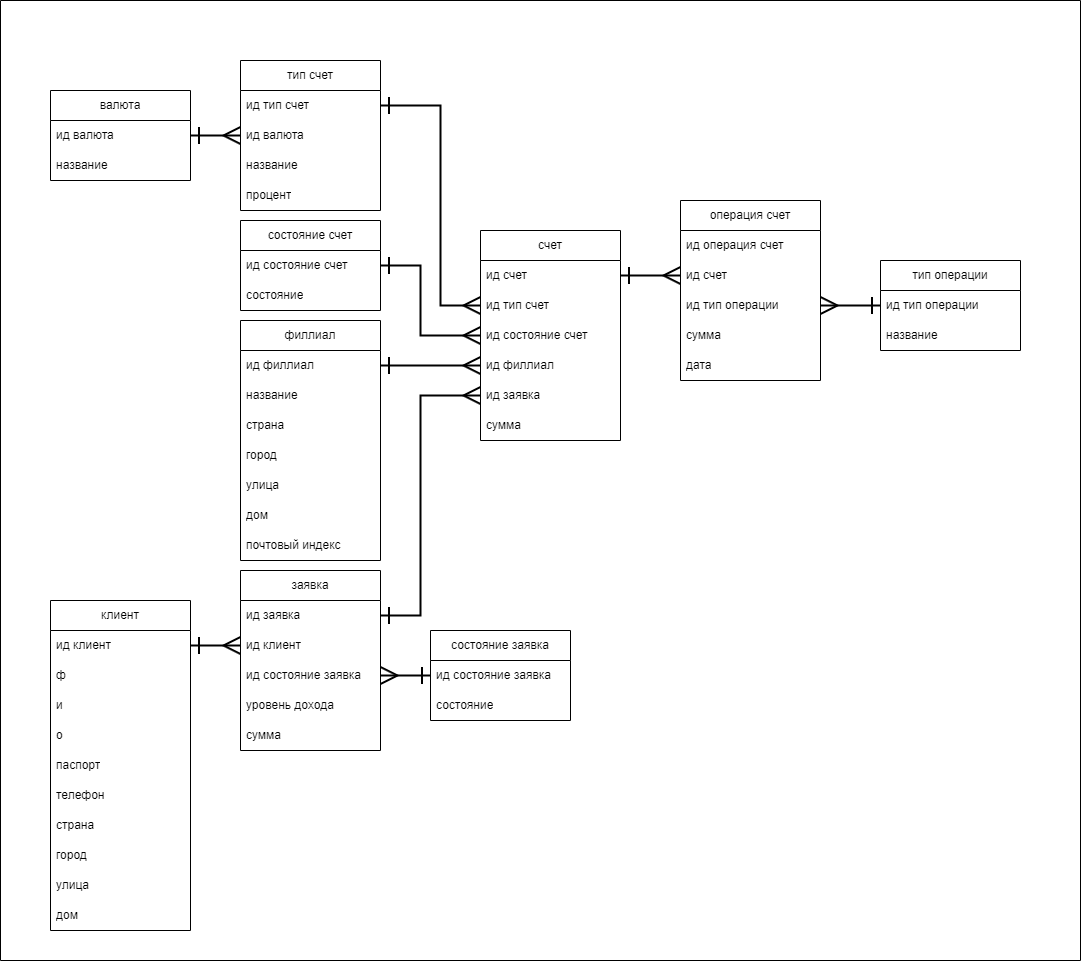 валюта
ид валюта
название
тип счет
ид тип счет
ид валюта
название
процент
состояние счет
ид состояние счет
состояние
филлиал
ид филлиал
название
страна
город
улица
дом
почтовый индекс
счет
ид счет
ид тип счет
ид состояние счет
ид филлиал
ид заявка
сумма
операция счет
ид операция счет
ид счет
ид тип операции
сумма
дата
тип операции
ид тип операции
название
клиент
ид клиент
ф
и
о
паспорт
телефон
страна
город
улица
дом
заявка
ид заявка
ид клиент
ид состояние заявка
уровень дохода
сумма
состояние заявка
ид состояние заявка
состояние